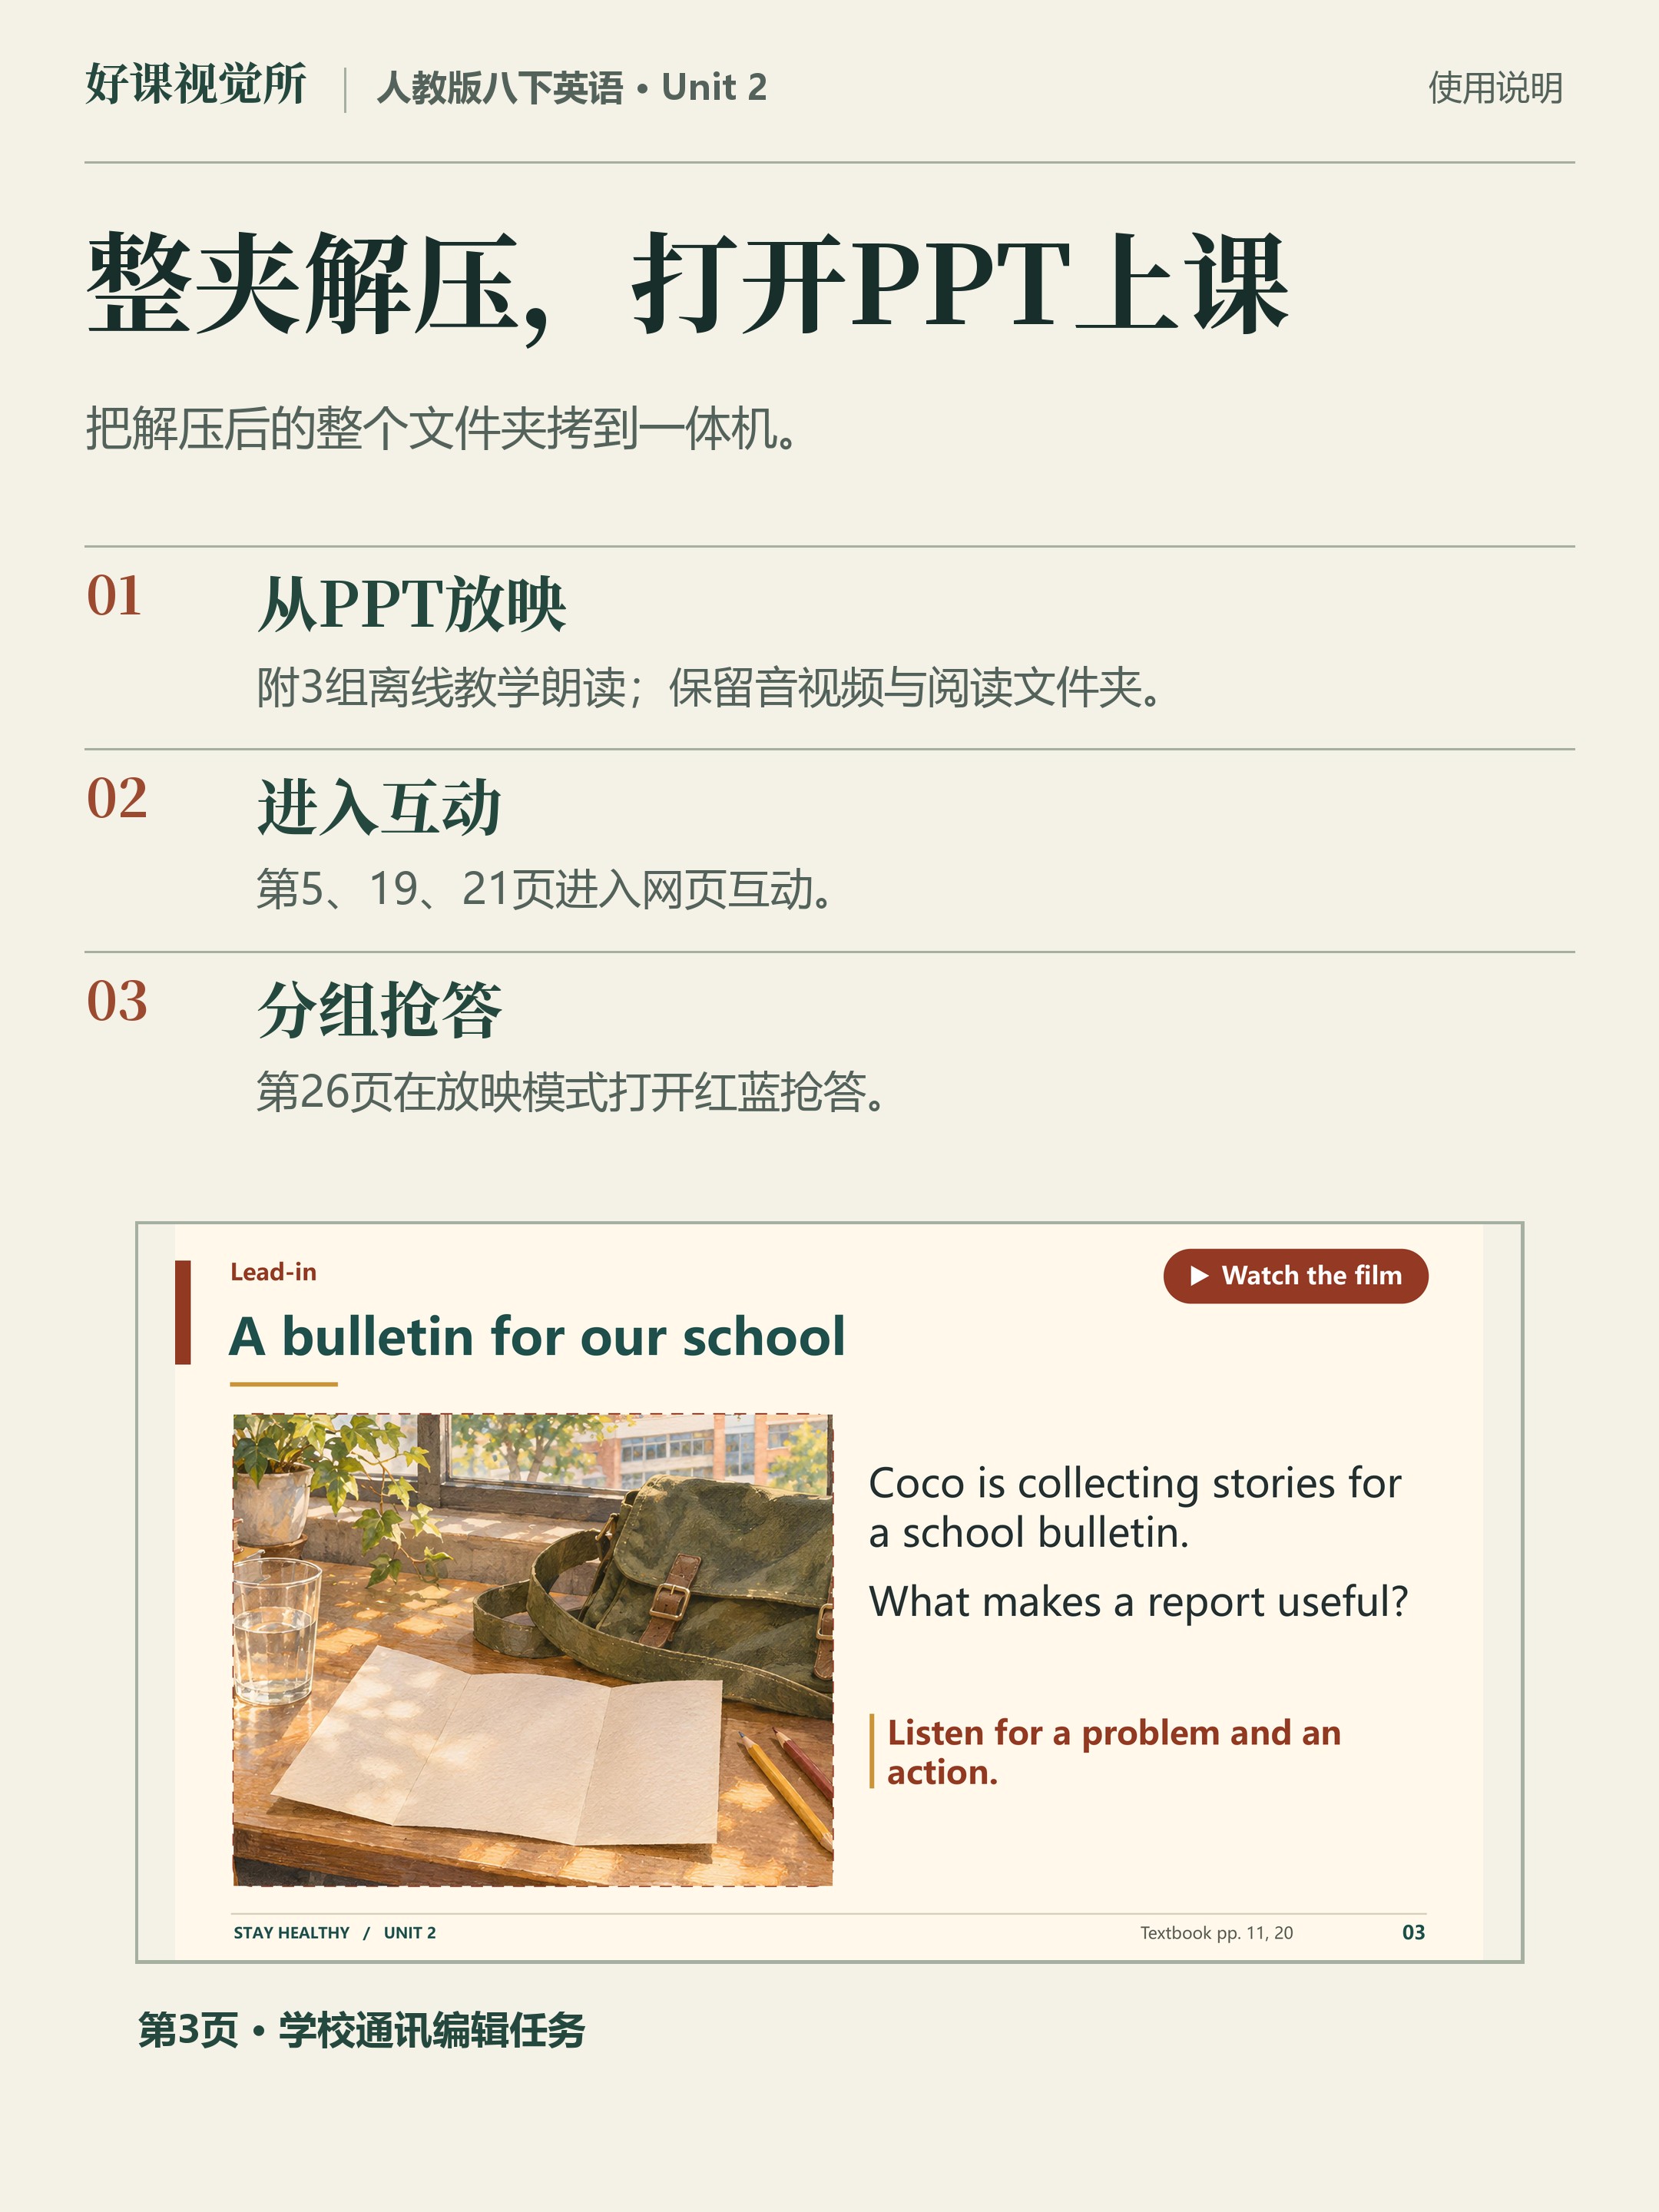 好课视觉所
人教版八下英语 • Unit 2
使用说明
整夹解压，打开PPT上课
把解压后的整个文件夹拷到一体机。
01
从PPT放映
附3组离线教学朗读；保留音视频与阅读文件夹。
02
进入互动
第5、19、21页进入网页互动。
03
分组抢答
第26页在放映模式打开红蓝抢答。
Lead-in
▶ Watch the film
A bulletin for our school
Coco is collecting stories for
a school bulletin.
What makes a report useful?
Listen for a problem and an
action.
STAY HEALTHY / UNIT 2
Textbook pp. 11, 20
03
第3页 • 学校通讯编辑任务